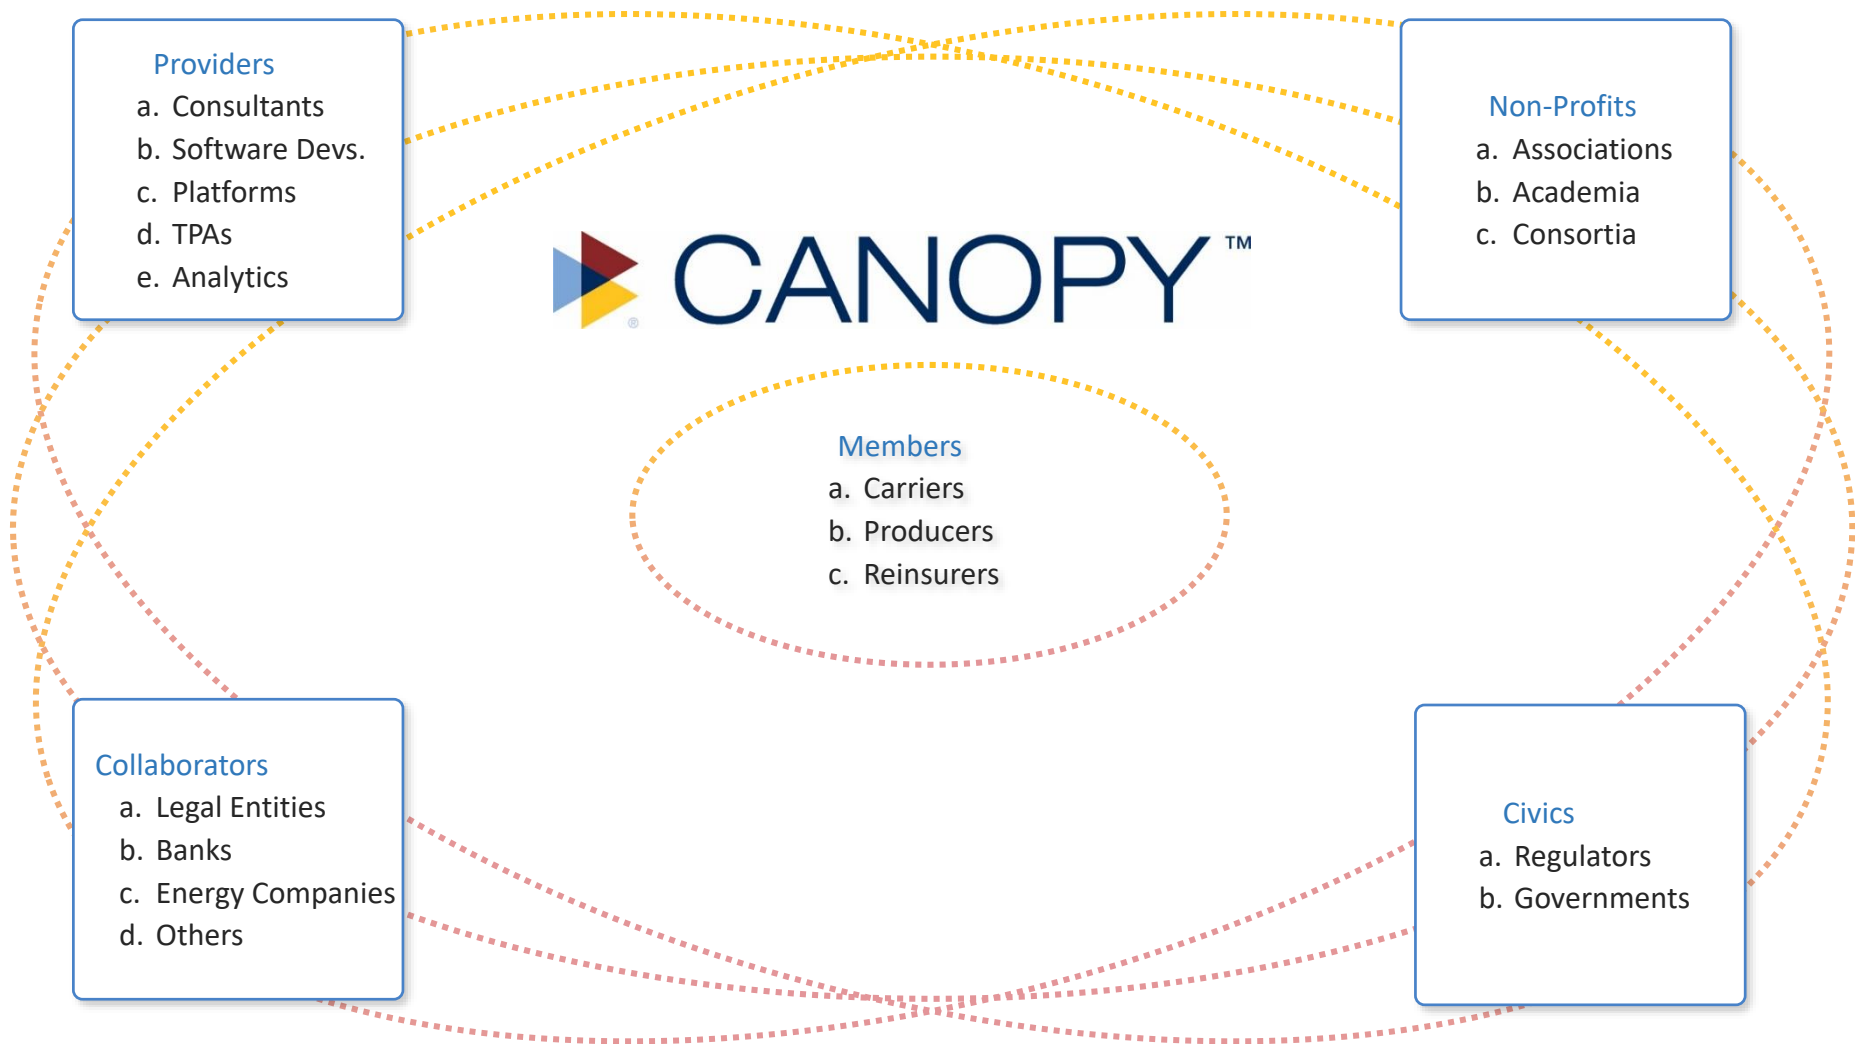 Providers
a. Consultants
b. Software Devs.
c. Platforms
d. TPAs
e. Analytics
Non-Profits
a. Associations
b. Academia
c. Consortia
® CANOPY™
Members
a. Carriers
b. Producers
c. Reinsurers
Collaborators
a. Legal Entities
b. Banks
c. Energy Companies
d. Others
Civics
a. Regulators
b. Governments